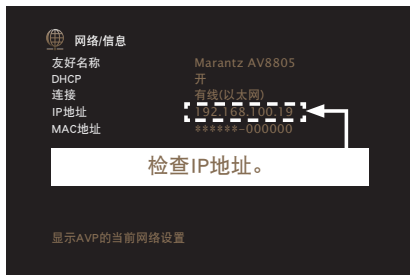 网络/信息
友好名称 Marantz AV8805
DHCP 开
连接 有线(以太网)
IP地址 192.168.100.19
MAC地址 ******-000000
检查IP地址。
显示AVP的当前网络设置